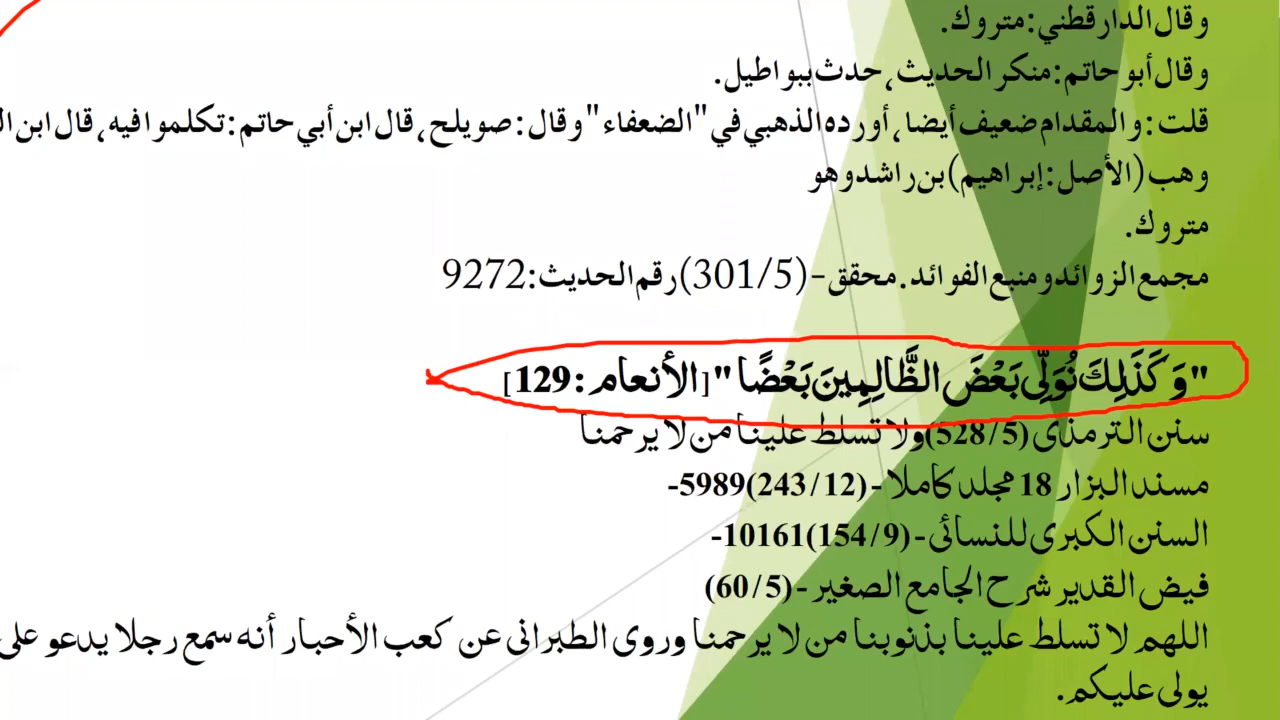 وقال الدارقطني: متروك.
وقال أبو حاتم: منكر الحديث، حدث ببواطيل.
قلت: والمقدام ضعيف أيضا، أورده الذهبي في "الضعفاء" وقال: صويلح، قال ابن أبي حاتم: تكلموا فيه، قال ابن
وهب (الأصل: إبراهيم) بن راشد وهو
متروك.
مجمع الزوائد ومنبع الفوائد. محقق - (5/301) رقم الحديث: 9272
"وَكَذَلِكَ نُوَلِّى بَعْضَ الظَّالِمِينَ بَعْضًا" [الأنعام: 129]
سنن الترمذى (5/528) ولا تسلط علينا من لا يرحمنا
مسند البزار 18 مجلد كاملا - (12/243) 5989-
السنن الكبرى للنسائى - (9/154) 10161-
فيض القدير شرح الجامع الصغير - (5/60)
اللهم لا تسلط علينا بذنوبنا من لا يرحمنا وروى الطبرانى عن كعب الأحبار أنه سمع رجلا يدعو على
يولى عليكم.